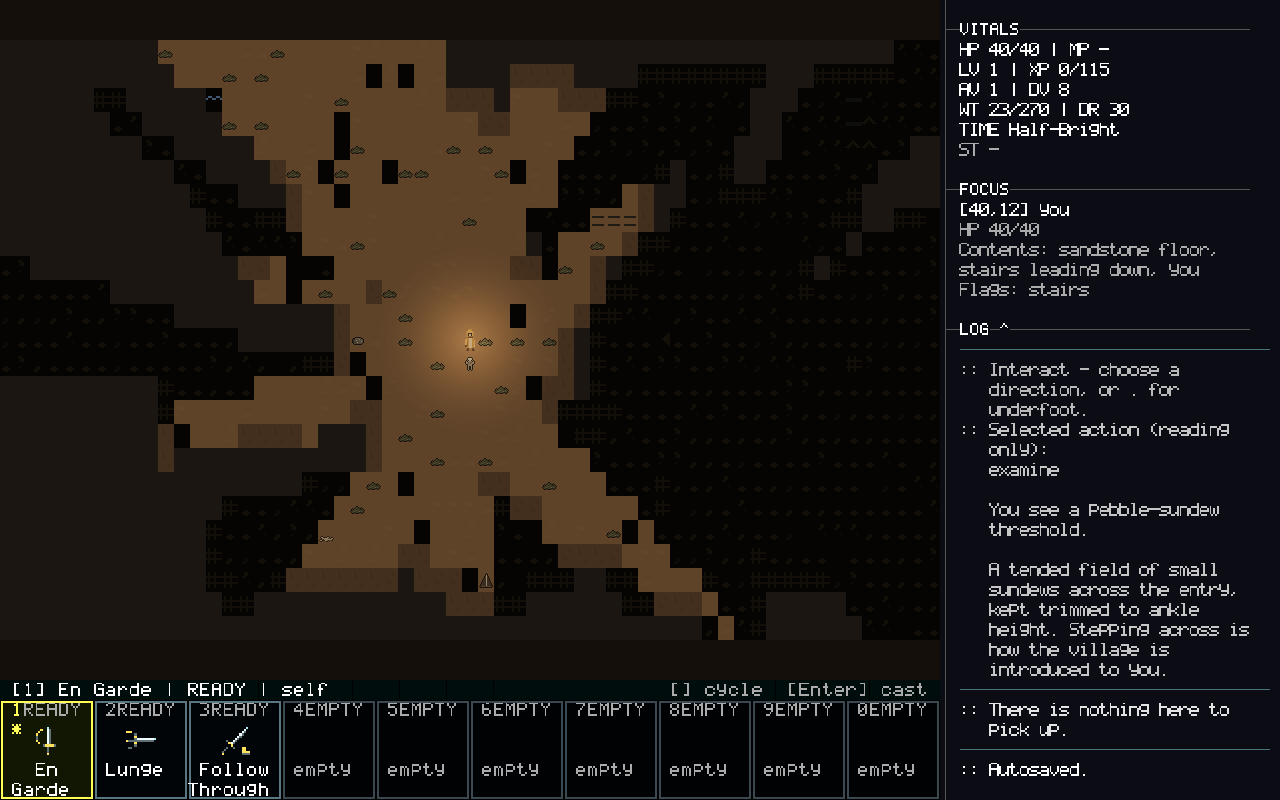 VITALS
HP 40/40 | MP -
LV 1 | XP 0/115
AV 1 | DV 8
WT 23/270 | DR 30
TIME Half-Bright
ST -
FOCUS
[40,12] You
HP 40/40
Contents: sandstone floor,
stairs leading down, You
Flags: stairs
LOG ^
:: Interact - choose a
direction, or . for
underfoot.
:: Selected action (reading
only):
examine
You see a Pebble-sundew
threshold.
A tended field of small
sundews across the entry,
kept trimmed to ankle
height. Stepping across is
how the village is
introduced to you.
:: There is nothing here to
Pick up.
:: Autosaved.
[1] En Garde | READY | self
[] cycle [Enter] cast
1READY 2READY 3READY 4EMPTY 5EMPTY 6EMPTY 7EMPTY 8EMPTY 9EMPTY 0EMPTY
*
En Garde
Lunge
Follow Through
empty empty empty empty empty empty empty